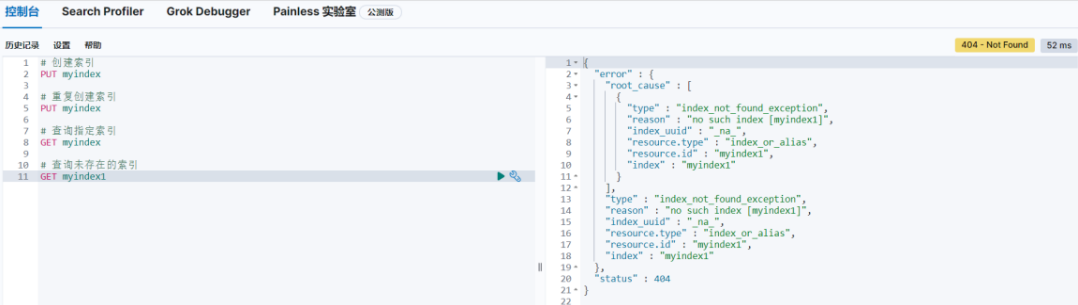 控制台 Search Profiler Grok Debugger Painless 实验室 公测版
历史记录 设置 帮助 404 - Not Found 52 ms
1 # 创建索引
2 PUT myindex
3
4 # 重复创建索引
5 PUT myindex
6
7 # 查询指定索引
8 GET myindex
9
10 # 查询未存在的索引
11 GET myindex1
1 {
2 "error" : {
3 "root_cause" : [
4 {
5 "type" : "index_not_found_exception",
6 "reason" : "no such index [myindex1]",
7 "index_uuid" : "_na_",
8 "resource.type" : "index_or_alias",
9 "resource.id" : "myindex1",
10 "index" : "myindex1"
11 }
12 ],
13 "type" : "index_not_found_exception",
14 "reason" : "no such index [myindex1]",
15 "index_uuid" : "_na_",
16 "resource.type" : "index_or_alias",
17 "resource.id" : "myindex1",
18 "index" : "myindex1"
19 },
20 "status" : 404
21 }
22